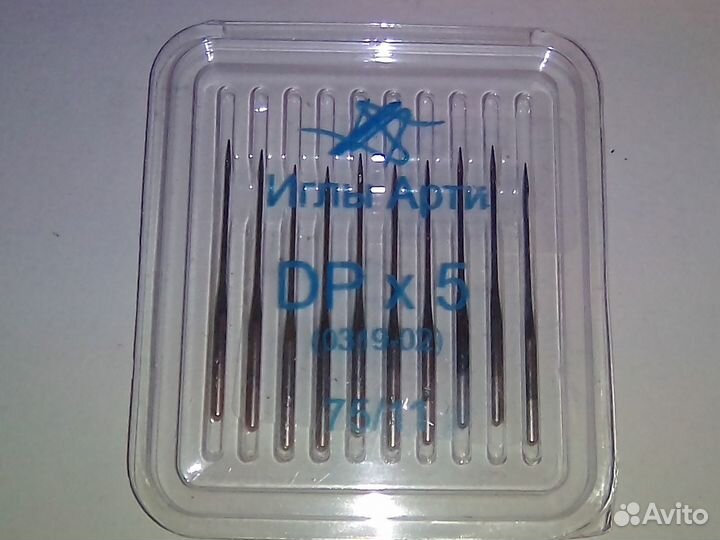 Иглы Арти
DP x 5
(0319-02)
75/11
Avito